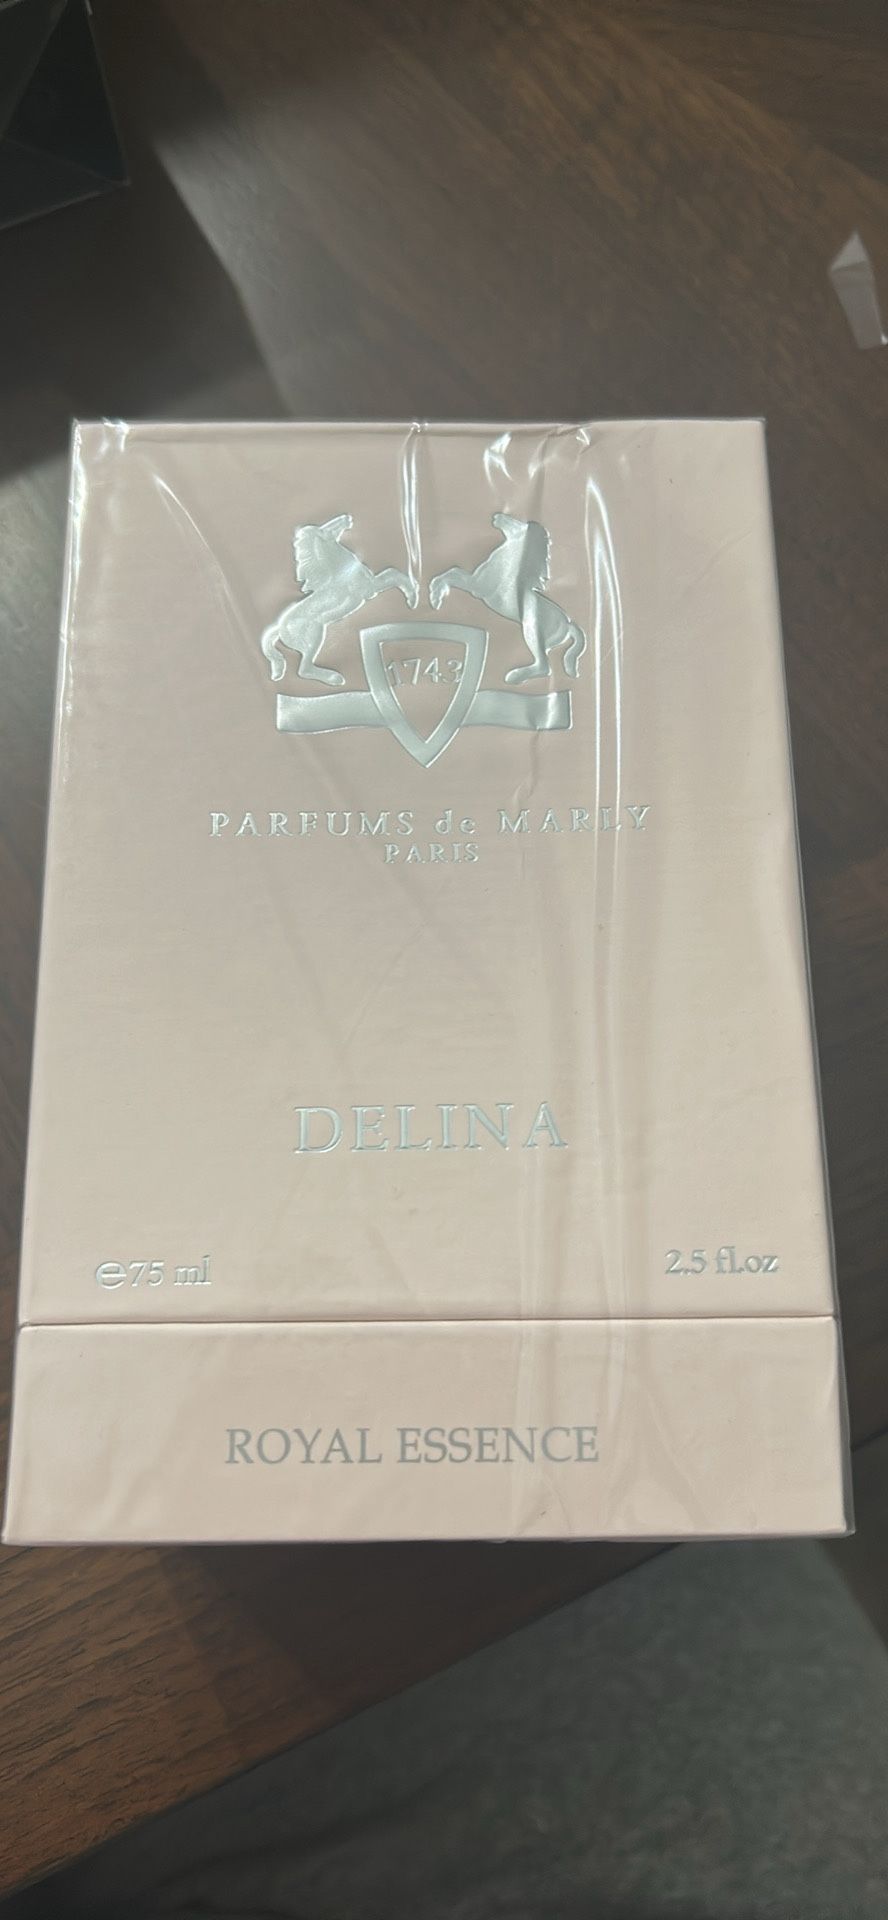 1743
PARFUMS de MARLY
PARIS
DELINA
℮75 ml
2.5 fl.oz
ROYAL ESSENCE